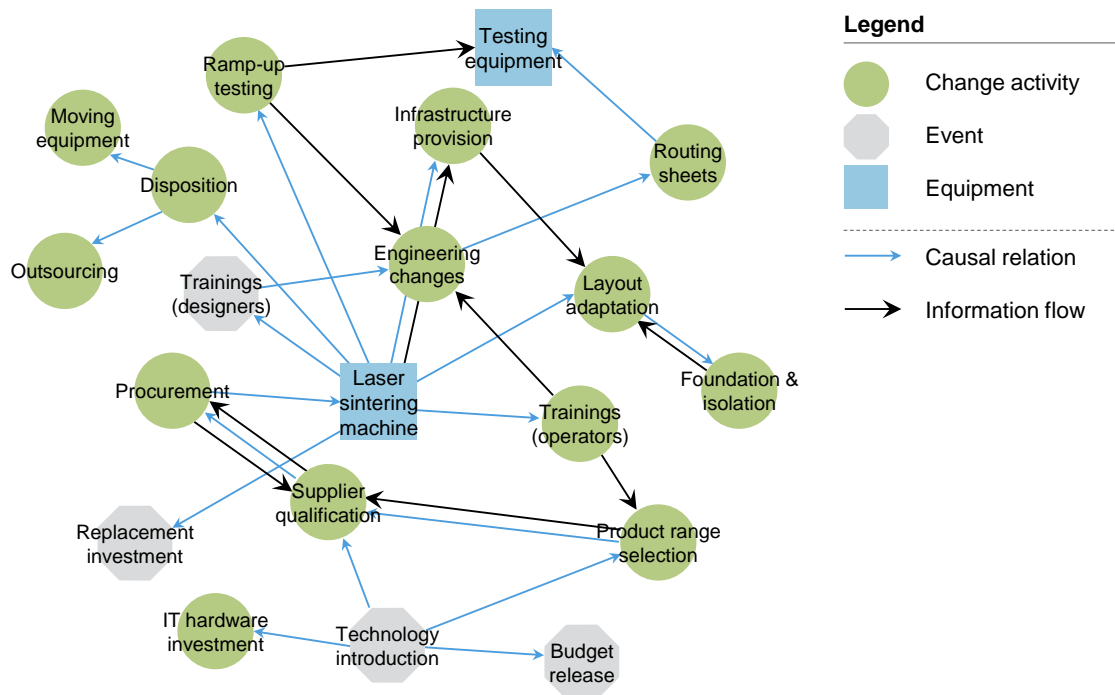 Testing
equipment
Ramp-up
testing
Infrastructure
provision
Moving
equipment
Routing
sheets
Disposition
Engineering
changes
Outsourcing
Trainings
(designers)
Layout
adaptation
Procurement
Laser
sintering
machine
Foundation &
isolation
Trainings
(operators)
Supplier
qualification
Replacement
investment
Product range
selection
IT hardware
investment
Technology
introduction
Budget
release
Legend
Change activity
Event
Equipment
Causal relation
Information flow